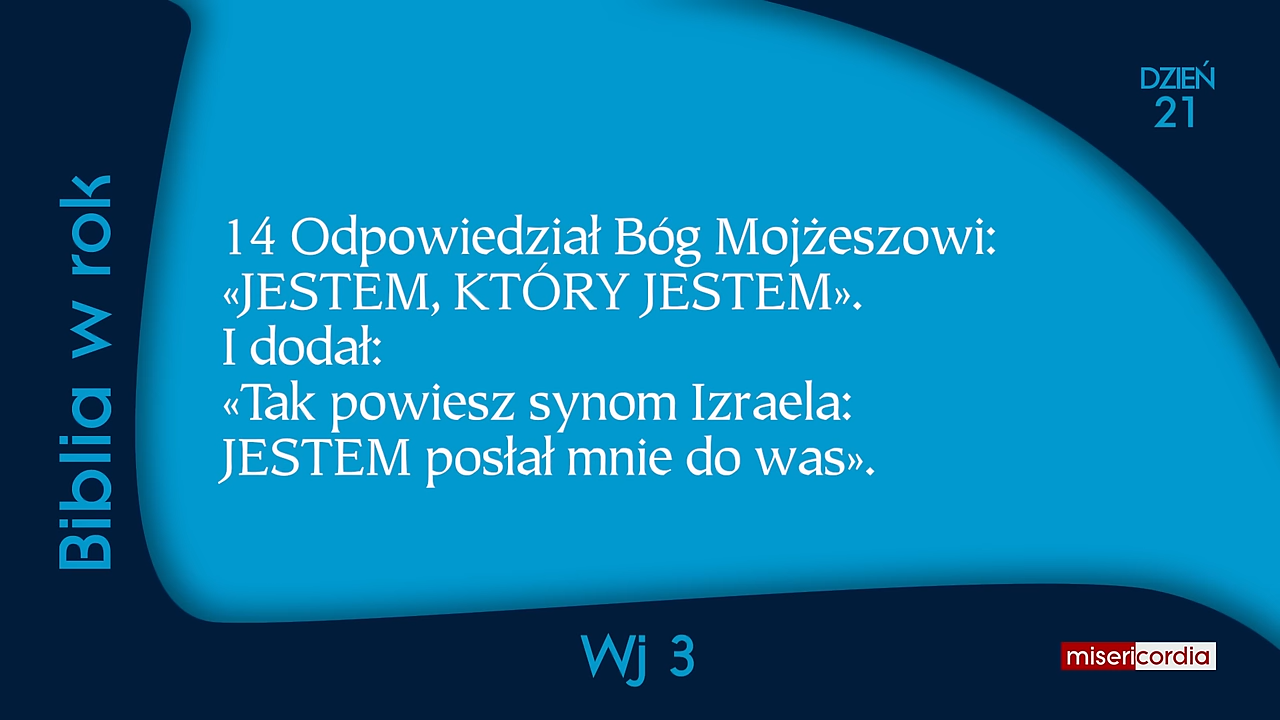 DZIEŃ
21
Biblia w rok
14 Odpowiedział Bóg Mojżeszowi:
«JESTEM, KTÓRY JESTEM».
I dodał:
«Tak powiesz synom Izraela:
JESTEM posłał mnie do was».
Wj 3
misericordia